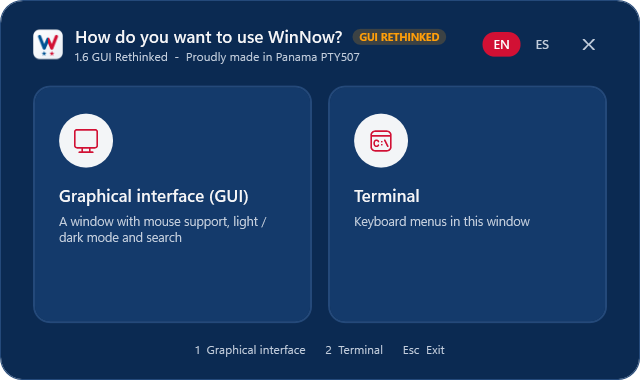 W
How do you want to use WinNow? GUI RETHINKED
1.6 GUI Rethinked - Proudly made in Panama PTY507
EN ES
Graphical interface (GUI)
A window with mouse support, light /
dark mode and search
C:\
Terminal
Keyboard menus in this window
1 Graphical interface 2 Terminal Esc Exit